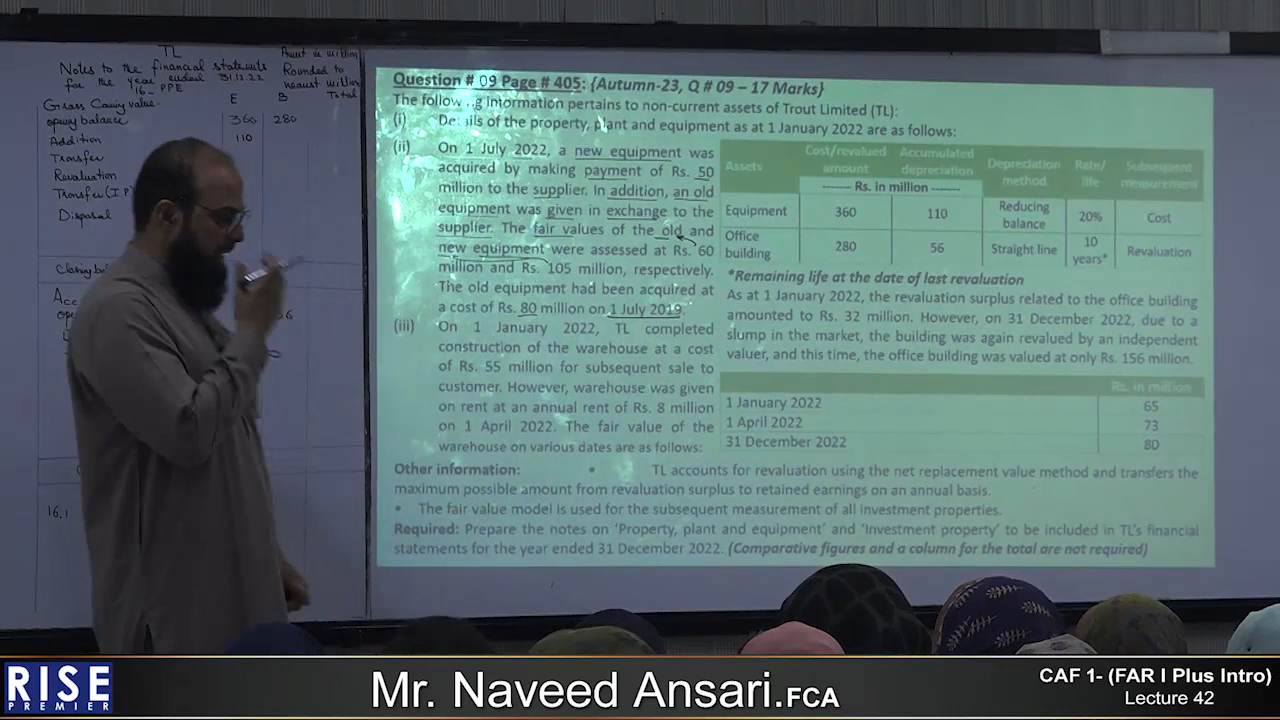 TL
Notes to the financial statements
for the year ended 31.12.22
16- PPE
Amount in million
Rounded to
nearest million
Total
Gross Carrying value-
E B
opening balance 360 280
Addition 110
Transfer
Revaluation
Transfer (I.P)
Disposal
16.1
Question # 09 Page # 405: {Autumn-23, Q # 09 – 17 Marks}
The following information pertains to non-current assets of Trout Limited (TL):
(i) Details of the property, plant and equipment as at 1 January 2022 are as follows:
(ii) On 1 July 2022, a new equipment was
acquired by making payment of Rs. 50
million to the supplier. In addition, an old
equipment was given in exchange to the
supplier. The fair values of the old and
new equipment were assessed at Rs. 60
million and Rs. 105 million, respectively.
The old equipment had been acquired at
a cost of Rs. 80 million on 1 July 2019.
(iii) On 1 January 2022, TL completed
construction of the warehouse at a cost
of Rs. 55 million for subsequent sale to
customer. However, warehouse was given
on rent at an annual rent of Rs. 8 million
on 1 April 2022. The fair value of the
warehouse on various dates are as follows:
Assets Cost/revalued amount Accumulated depreciation Depreciation method Rate/ life Subsequent measurement
-------- Rs. in million --------
Equipment 360 110 Reducing balance 20% Cost
Office building 280 56 Straight line 10 years* Revaluation
*Remaining life at the date of last revaluation
As at 1 January 2022, the revaluation surplus related to the office building
amounted to Rs. 32 million. However, on 31 December 2022, due to a
slump in the market, the building was again revalued by an independent
valuer, and this time, the office building was valued at only Rs. 156 million.
Rs. in million
1 January 2022 65
1 April 2022 73
31 December 2022 80
Other information: • TL accounts for revaluation using the net replacement value method and transfers the
maximum possible amount from revaluation surplus to retained earnings on an annual basis.
• The fair value model is used for the subsequent measurement of all investment properties.
Required: Prepare the notes on 'Property, plant and equipment' and 'Investment property' to be included in TL's financial
statements for the year ended 31 December 2022. (Comparative figures and a column for the total are not required)
RISE
PREMIER
Mr. Naveed Ansari.FCA
CAF 1- (FAR I Plus Intro)
Lecture 42